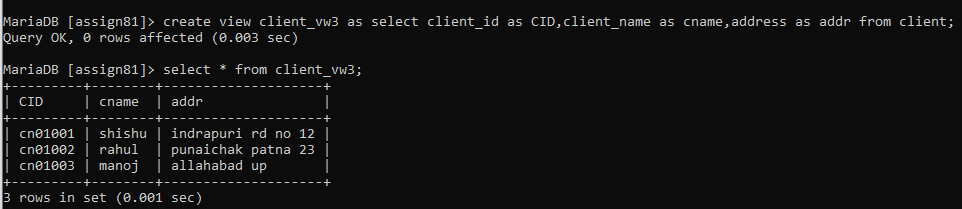 MariaDB [assign81]> create view client_vw3 as select client_id as CID,client_name as cname,address as addr from client;
Query OK, 0 rows affected (0.003 sec)

MariaDB [assign81]> select * from client_vw3;
+---------+--------+--------------------+
| CID     | cname  | addr               |
+---------+--------+--------------------+
| cn01001 | shishu | indrapuri rd no 12 |
| cn01002 | rahul  | punaichak patna 23 |
| cn01003 | manoj  | allahabad up       |
+---------+--------+--------------------+
3 rows in set (0.001 sec)